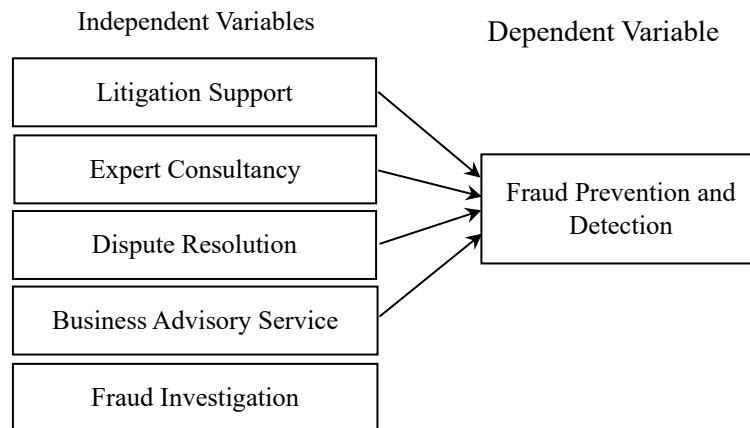 Independent Variables
Dependent Variable
Litigation Support
Expert Consultancy
Dispute Resolution
Business Advisory Service
Fraud Investigation
Fraud Prevention and
Detection